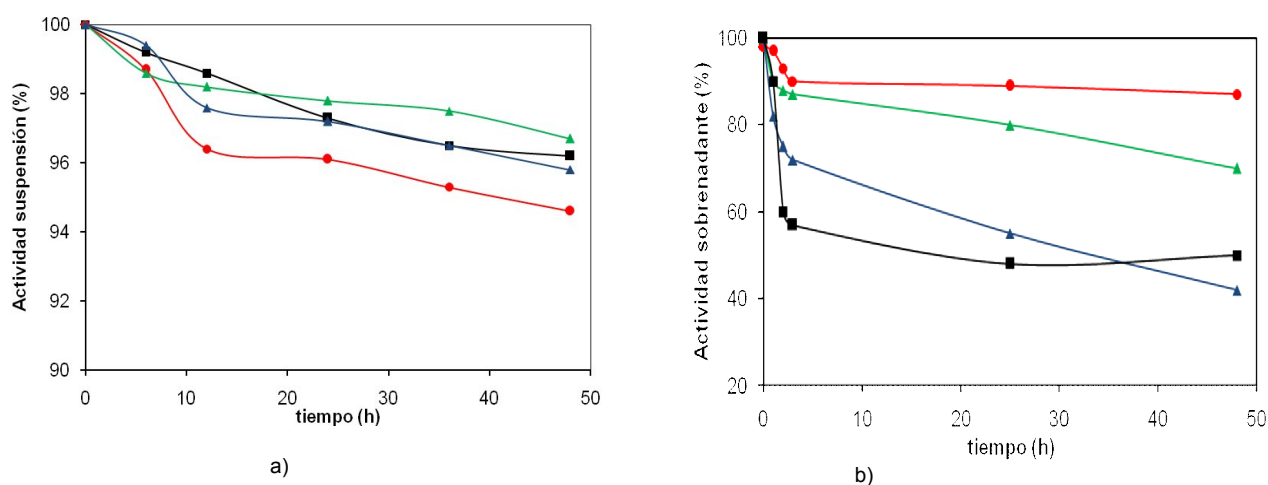 Actividad suspensión (%)
100
98
96
94
92
90
0 10 20 30 40 50
tiempo (h)
a)
Actividad sobrenadante (%)
100
80
60
40
20
0 10 20 30 40 50
tiempo (h)
b)